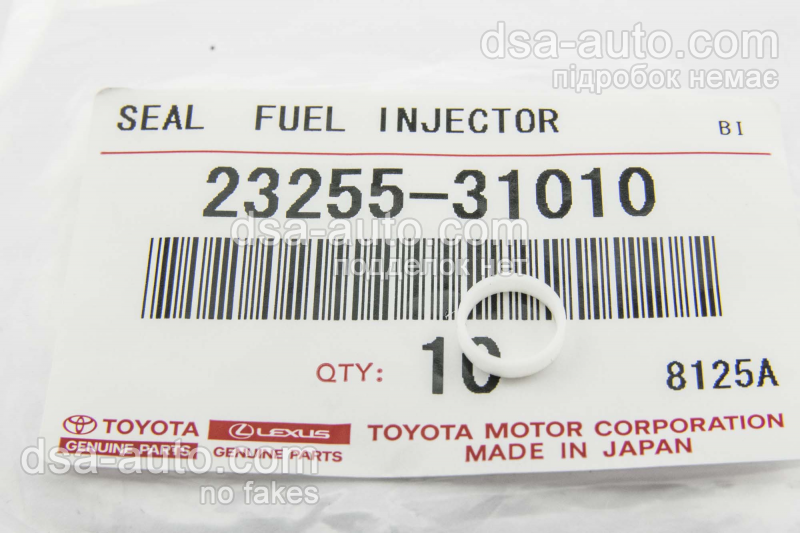 dsa-auto.com
підробок немає
SEAL FUEL INJECTOR
BI
23255-31010
dsa-auto.com
подделок нет
QTY: 10
8125A
TOYOTA
GENUINE PARTS
LEXUS
GENUINE PARTS
TOYOTA MOTOR CORPORATION
MADE IN JAPAN
dsa-auto.com
no fakes